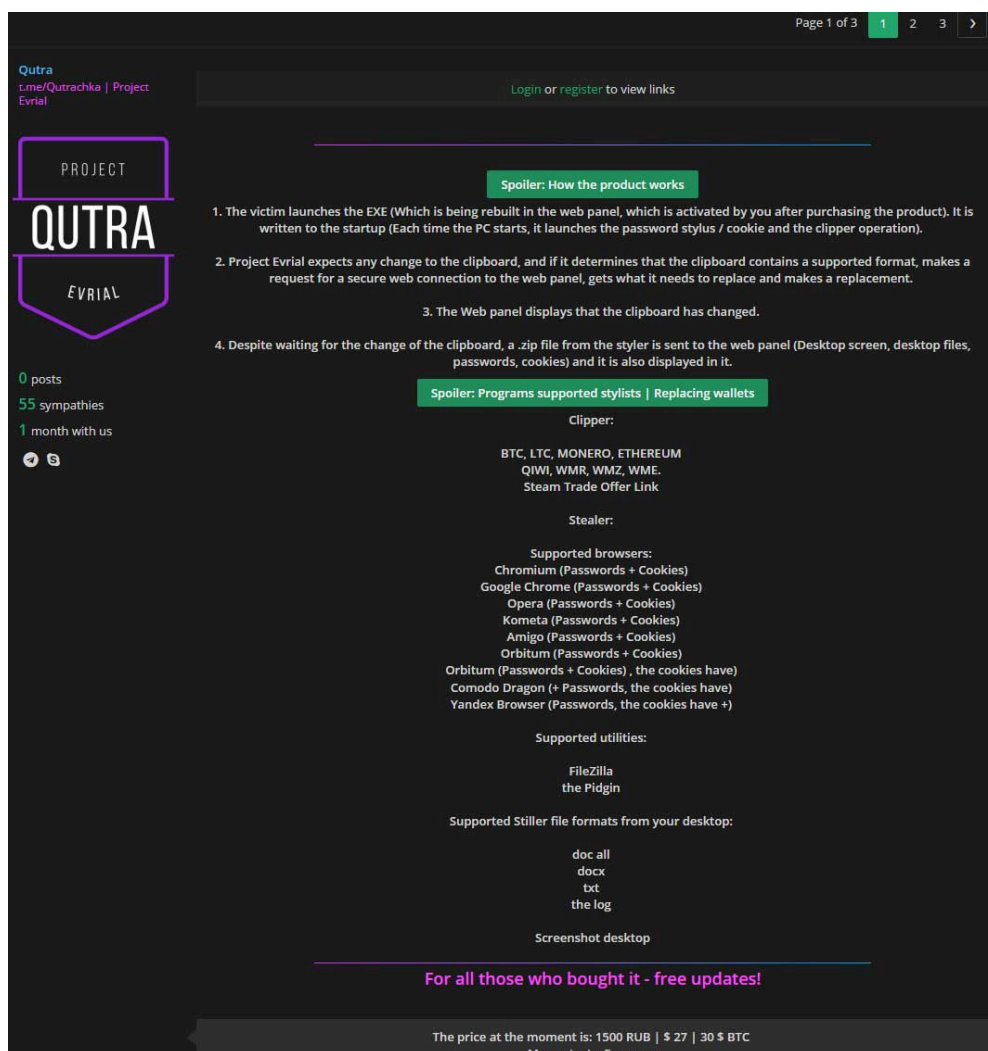 Page 1 of 3 1 2 3
Qutra
t.me/Qutrachka | Project
Evrial
Login or register to view links
PROJECT
QUTRA
EVRIAL
0 posts
55 sympathies
1 month with us
Spoiler: How the product works
1. The victim launches the EXE (Which is being rebuilt in the web panel, which is activated by you after purchasing the product). It is
written to the startup (Each time the PC starts, it launches the password stylus / cookie and the clipper operation).
2. Project Evrial expects any change to the clipboard, and if it determines that the clipboard contains a supported format, makes a
request for a secure web connection to the web panel, gets what it needs to replace and makes a replacement.
3. The Web panel displays that the clipboard has changed.
4. Despite waiting for the change of the clipboard, a .zip file from the styler is sent to the web panel (Desktop screen, desktop files,
passwords, cookies) and it is also displayed in it.
Spoiler: Programs supported stylists | Replacing wallets
Clipper:
BTC, LTC, MONERO, ETHEREUM
QIWI, WMR, WMZ, WME.
Steam Trade Offer Link
Stealer:
Supported browsers:
Chromium (Passwords + Cookies)
Google Chrome (Passwords + Cookies)
Opera (Passwords + Cookies)
Kometa (Passwords + Cookies)
Amigo (Passwords + Cookies)
Orbitum (Passwords + Cookies)
Orbitum (Passwords + Cookies) , the cookies have)
Comodo Dragon (+ Passwords, the cookies have)
Yandex Browser (Passwords, the cookies have +)
Supported utilities:
FileZilla
the Pidgin
Supported Stiller file formats from your desktop:
doc all
docx
txt
the log
Screenshot desktop
For all those who bought it - free updates!
The price at the moment is: 1500 RUB | $ 27 | 30 $ BTC